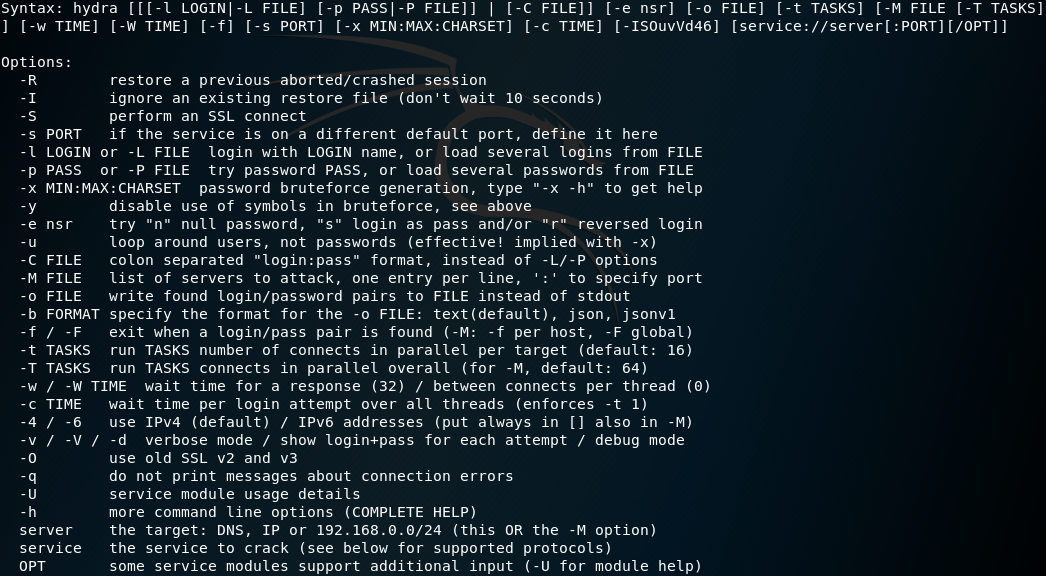 Syntax: hydra [[[-l LOGIN|-L FILE] [-p PASS|-P FILE]] | [-C FILE]] [-e nsr] [-o FILE] [-t TASKS] [-M FILE [-T TASKS]
] [-w TIME] [-W TIME] [-f] [-s PORT] [-x MIN:MAX:CHARSET] [-c TIME] [-ISOuvVd46] [service://server[:PORT][/OPT]]
Options:
  -R        restore a previous aborted/crashed session
  -I        ignore an existing restore file (don't wait 10 seconds)
  -S        perform an SSL connect
  -s PORT   if the service is on a different default port, define it here
  -l LOGIN or -L FILE  login with LOGIN name, or load several logins from FILE
  -p PASS  or -P FILE  try password PASS, or load several passwords from FILE
  -x MIN:MAX:CHARSET  password bruteforce generation, type "-x -h" to get help
  -y        disable use of symbols in bruteforce, see above
  -e nsr    try "n" null password, "s" login as pass and/or "r" reversed login
  -u        loop around users, not passwords (effective! implied with -x)
  -C FILE   colon separated "login:pass" format, instead of -L/-P options
  -M FILE   list of servers to attack, one entry per line, ':' to specify port
  -o FILE   write found login/password pairs to FILE instead of stdout
  -b FORMAT specify the format for the -o FILE: text(default), json, jsonv1
  -f / -F   exit when a login/pass pair is found (-M: -f per host, -F global)
  -t TASKS  run TASKS number of connects in parallel per target (default: 16)
  -T TASKS  run TASKS connects in parallel overall (for -M, default: 64)
  -w / -W TIME  wait time for a response (32) / between connects per thread (0)
  -c TIME   wait time per login attempt over all threads (enforces -t 1)
  -4 / -6   use IPv4 (default) / IPv6 addresses (put always in [] also in -M)
  -v / -V / -d  verbose mode / show login+pass for each attempt / debug mode
  -O        use old SSL v2 and v3
  -q        do not print messages about connection errors
  -U        service module usage details
  -h        more command line options (COMPLETE HELP)
  server    the target: DNS, IP or 192.168.0.0/24 (this OR the -M option)
  service   the service to crack (see below for supported protocols)
  OPT       some service modules support additional input (-U for module help)